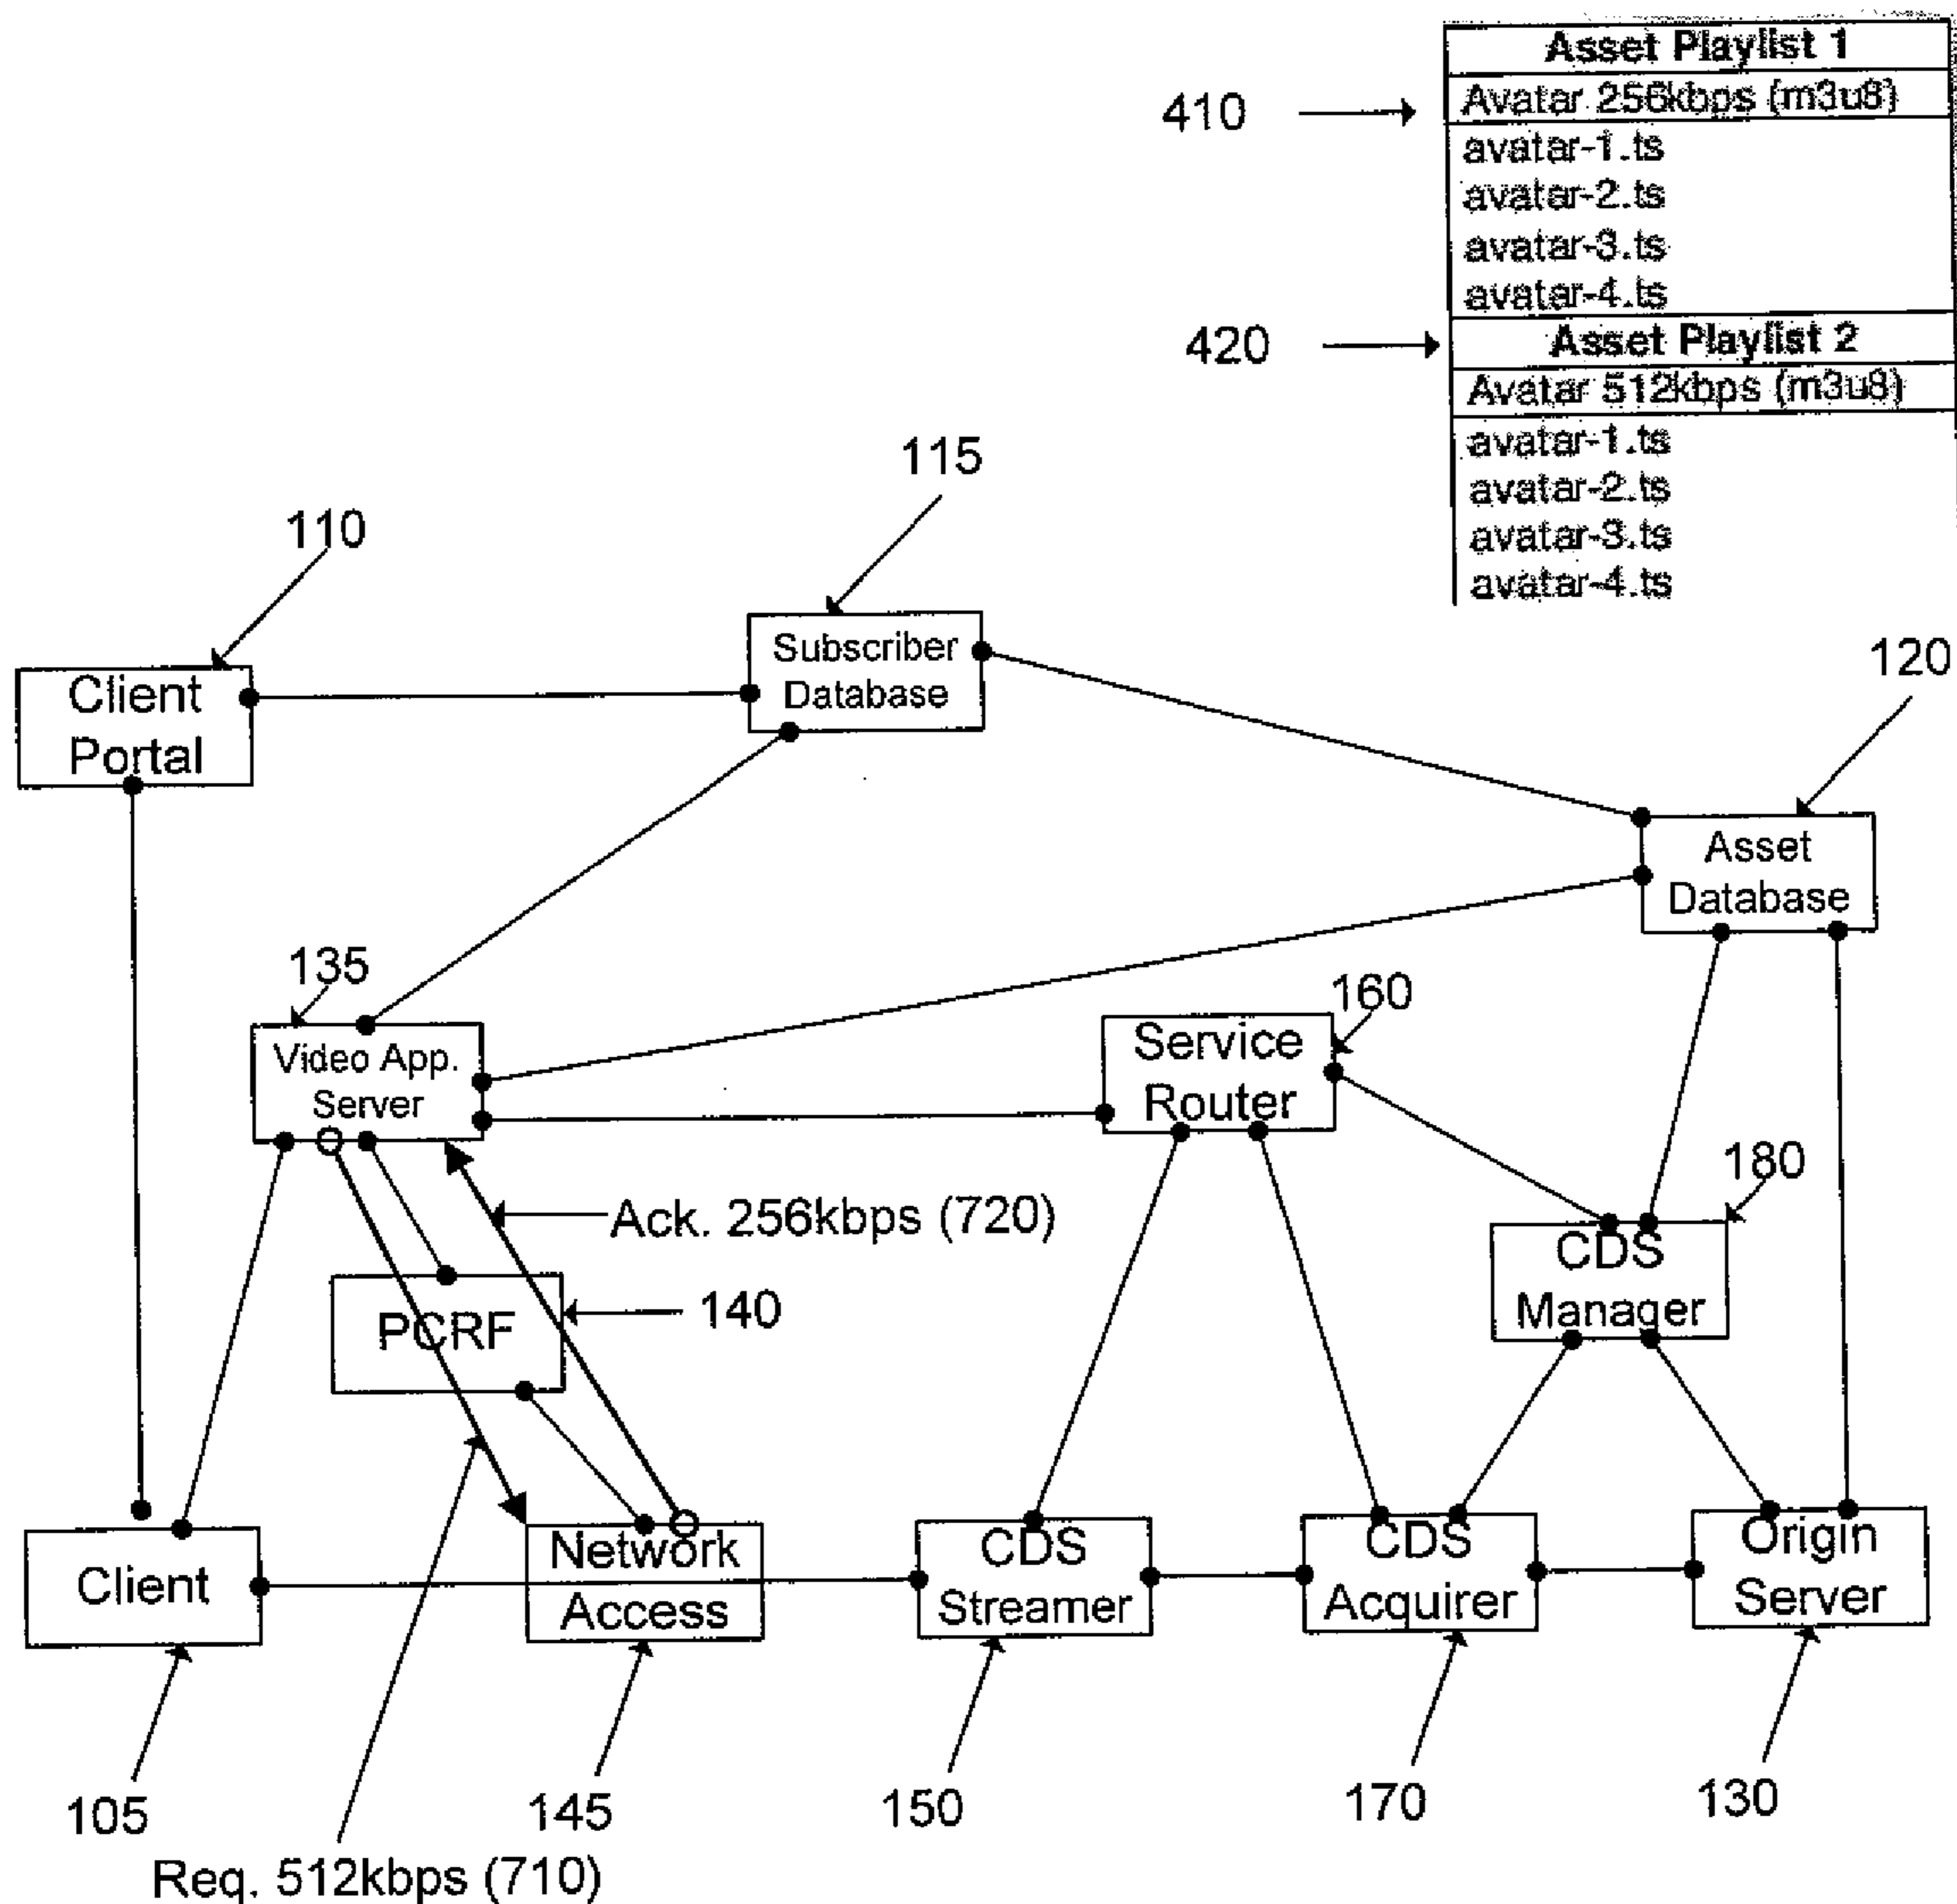 Asset Playlist 1
410
Avatar 256kbps (m3u8)
avatar-1.ts
avatar-2.ts
avatar-3.ts
avatar-4.ts
420
Asset Playlist 2
Avatar 512kbps (m3u8)
avatar-1.ts
avatar-2.ts
avatar-3.ts
avatar-4.ts
115
110
Subscriber
Database
120
Client
Portal
Asset
Database
135
160
Video App.
Server
Service
Router
180
Ack. 256kbps (720)
CDS
Manager
PCRF
140
Client
Network
Access
CDS
Streamer
CDS
Acquirer
Origin
Server
105
145
150
170
130
Req. 512kbps (710)